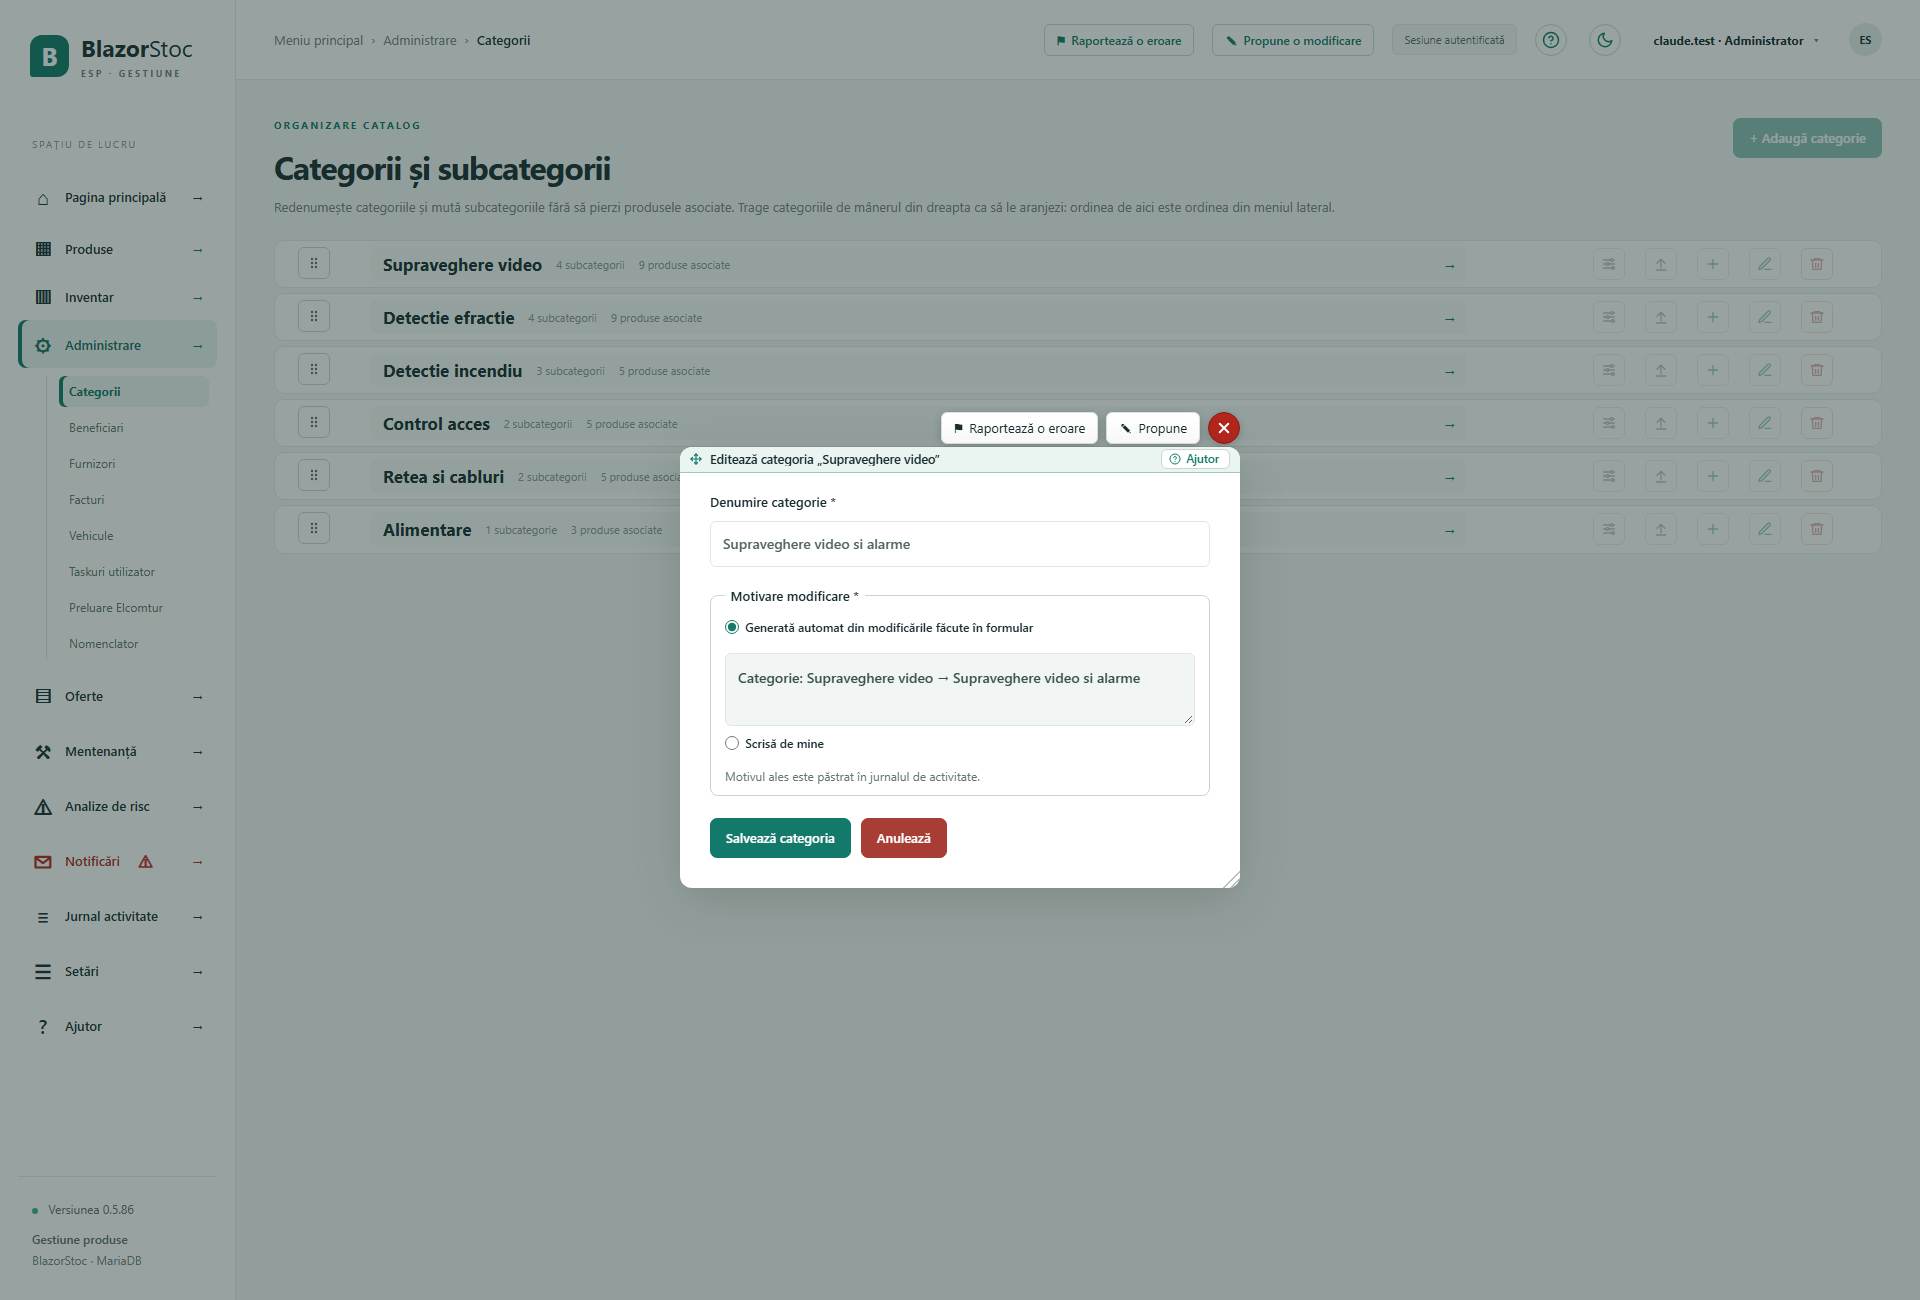 B BlazorStoc
ESP · GESTIUNE
Meniu principal › Administrare › Categorii
Raportează o eroare
Propune o modificare
Sesiune autentificată
claude.test · Administrator
ES
SPAȚIU DE LUCRU
Pagina principală →
Produse →
Inventar →
Administrare →
Categorii
Beneficiari
Furnizori
Facturi
Vehicule
Taskuri utilizator
Preluare Elcomtur
Nomenclator
Oferte →
Mentenanță →
Analize de risc →
Notificări →
Jurnal activitate →
Setări →
? Ajutor →
Versiunea 0.5.86
Gestiune produse
BlazorStoc - MariaDB
ORGANIZARE CATALOG
Categorii și subcategorii
+ Adaugă categorie
Redenumește categoriile și mută subcategoriile fără să pierzi produsele asociate. Trage categoriile de mânerul din dreapta ca să le aranjezi: ordinea de aici este ordinea din meniul lateral.
Supraveghere video 4 subcategorii 9 produse asociate →
Detectie efractie 4 subcategorii 9 produse asociate →
Detectie incendiu 3 subcategorii 5 produse asociate →
Control acces 2 subcategorii 5 produse asociate →
Retea si cabluri 2 subcategorii 5 produse asocia →
Alimentare 1 subcategorie 3 produse asociate →
Raportează o eroare
Propune
Editează categoria „Supraveghere video”
Ajutor
Denumire categorie *
Supraveghere video si alarme
Motivare modificare *
Generată automat din modificările făcute în formular
Categorie: Supraveghere video → Supraveghere video si alarme
Scrisă de mine
Motivul ales este păstrat în jurnalul de activitate.
Salvează categoria
Anulează